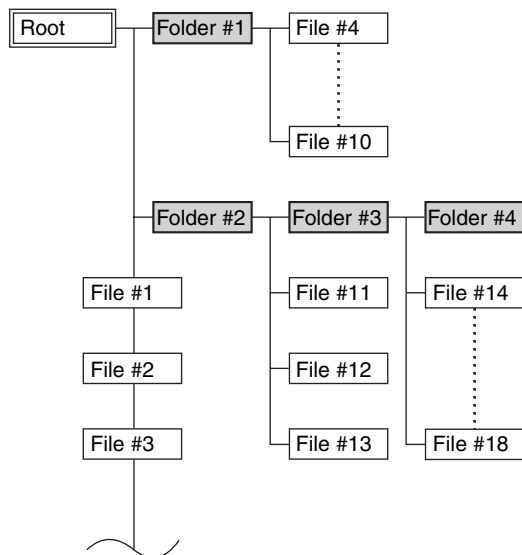 Root
Folder #1
File #4
File #10
Folder #2
Folder #3
Folder #4
File #1
File #11
File #14
File #2
File #12
File #3
File #13
File #18